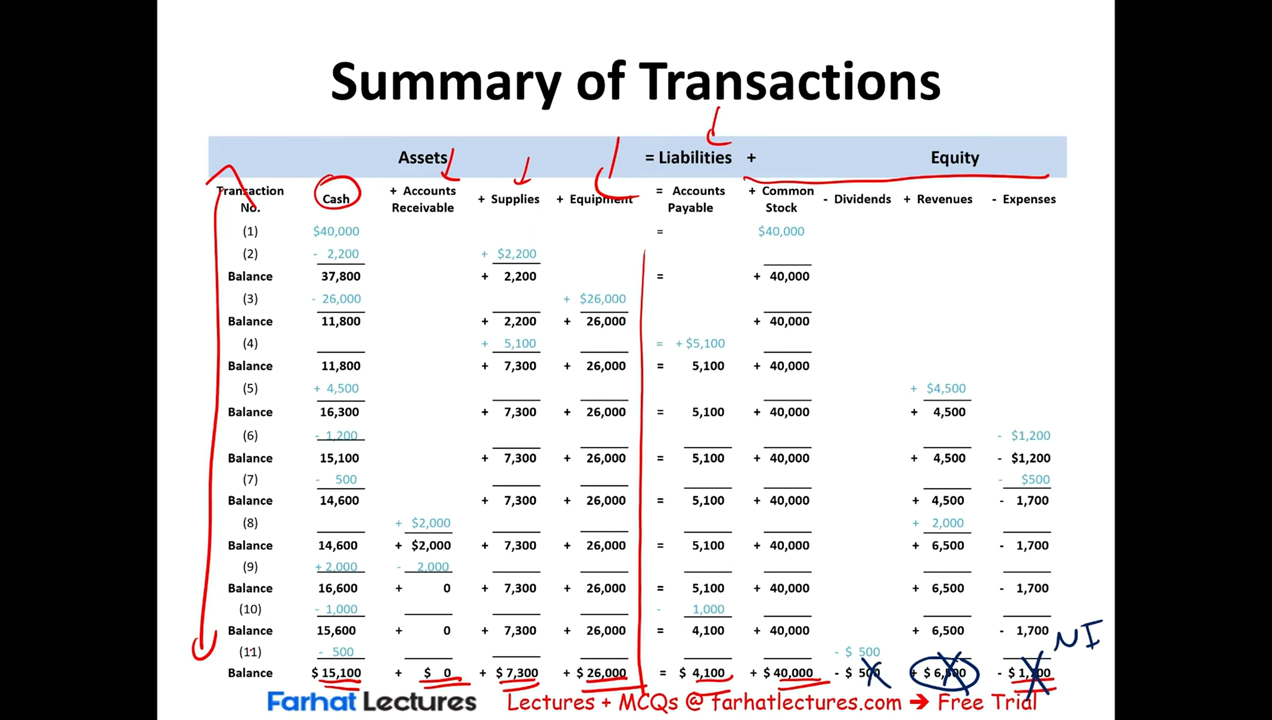 Summary of Transactions
Assets = Liabilities + Equity
Transaction No. Cash + Accounts Receivable + Supplies + Equipment = Accounts Payable + Common Stock - Dividends + Revenues - Expenses
(1) $40,000 = $40,000
(2) - 2,200 + $2,200
Balance 37,800 + 2,200 = + 40,000
(3) - 26,000 + $26,000
Balance 11,800 + 2,200 + 26,000 + 40,000
(4) + 5,100 = + $5,100
Balance 11,800 + 7,300 + 26,000 = 5,100 + 40,000
(5) + 4,500 + $4,500
Balance 16,300 + 7,300 + 26,000 = 5,100 + 40,000 + 4,500
(6) - 1,200 - $1,200
Balance 15,100 + 7,300 + 26,000 = 5,100 + 40,000 + 4,500 - $1,200
(7) - 500 - $500
Balance 14,600 + 7,300 + 26,000 = 5,100 + 40,000 + 4,500 - 1,700
(8) + $2,000 + 2,000
Balance 14,600 + $2,000 + 7,300 + 26,000 = 5,100 + 40,000 + 6,500 - 1,700
(9) + 2,000 - 2,000
Balance 16,600 + 0 + 7,300 + 26,000 = 5,100 + 40,000 + 6,500 - 1,700
(10) - 1,000 - 1,000
Balance 15,600 + 0 + 7,300 + 26,000 = 4,100 + 40,000 + 6,500 - 1,700
NI
(11) - 500 - $ 500
Balance $ 15,100 + $ 0 + $ 7,300 + $ 26,000 = $ 4,100 + $ 40,000 - $ 500 + $ 6,500 - $ 1,700
Farhat Lectures Lectures + MCQs @ farhatlectures.com ➔ Free Trial